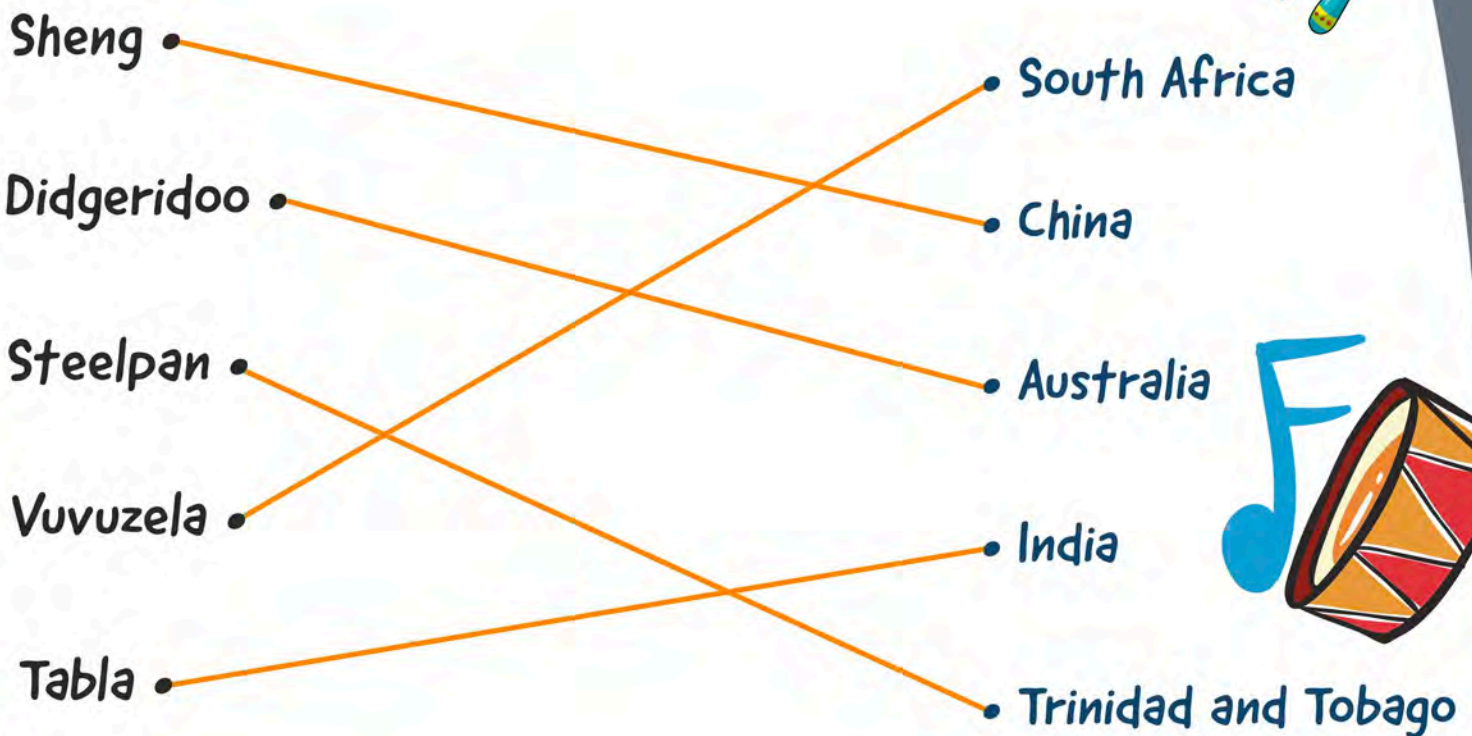 Sheng
Didgeridoo
Steelpan
Vuvuzela
Tabla
South Africa
China
Australia
India
Trinidad and Tobago